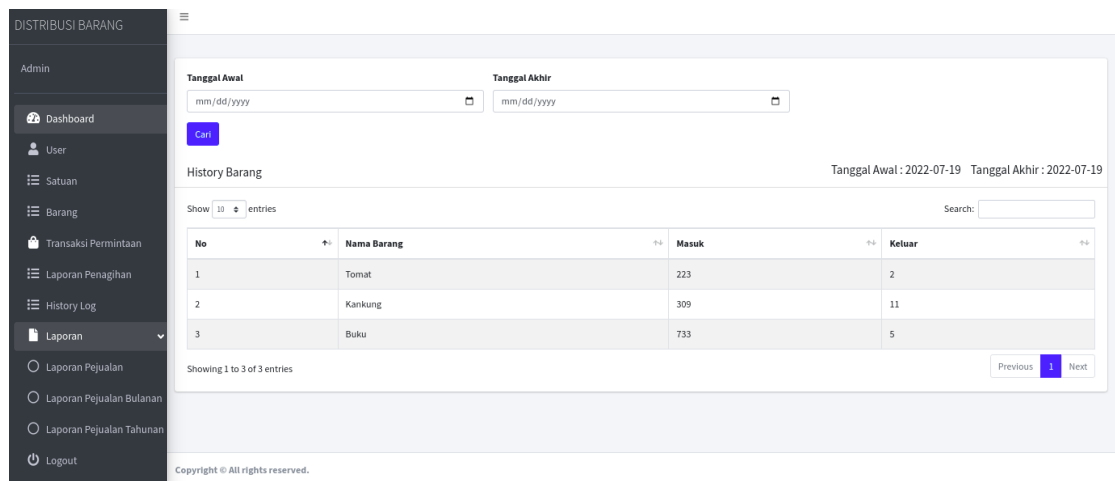 DISTRIBUSI BARANG
Admin
Dashboard
User
Satuan
Barang
Transaksi Permintaan
Laporan Penagihan
History Log
Laporan
Laporan Pejualan
Laporan Pejualan Bulanan
Laporan Pejualan Tahunan
Logout
Tanggal Awal Tanggal Akhir
mm/dd/yyyy mm/dd/yyyy
Cari
History Barang Tanggal Awal : 2022-07-19 Tanggal Akhir : 2022-07-19
Show 10 entries Search:
No Nama Barang Masuk Keluar
1 Tomat 223 2
2 Kankung 309 11
3 Buku 733 5
Showing 1 to 3 of 3 entries Previous 1 Next
Copyright © All rights reserved.